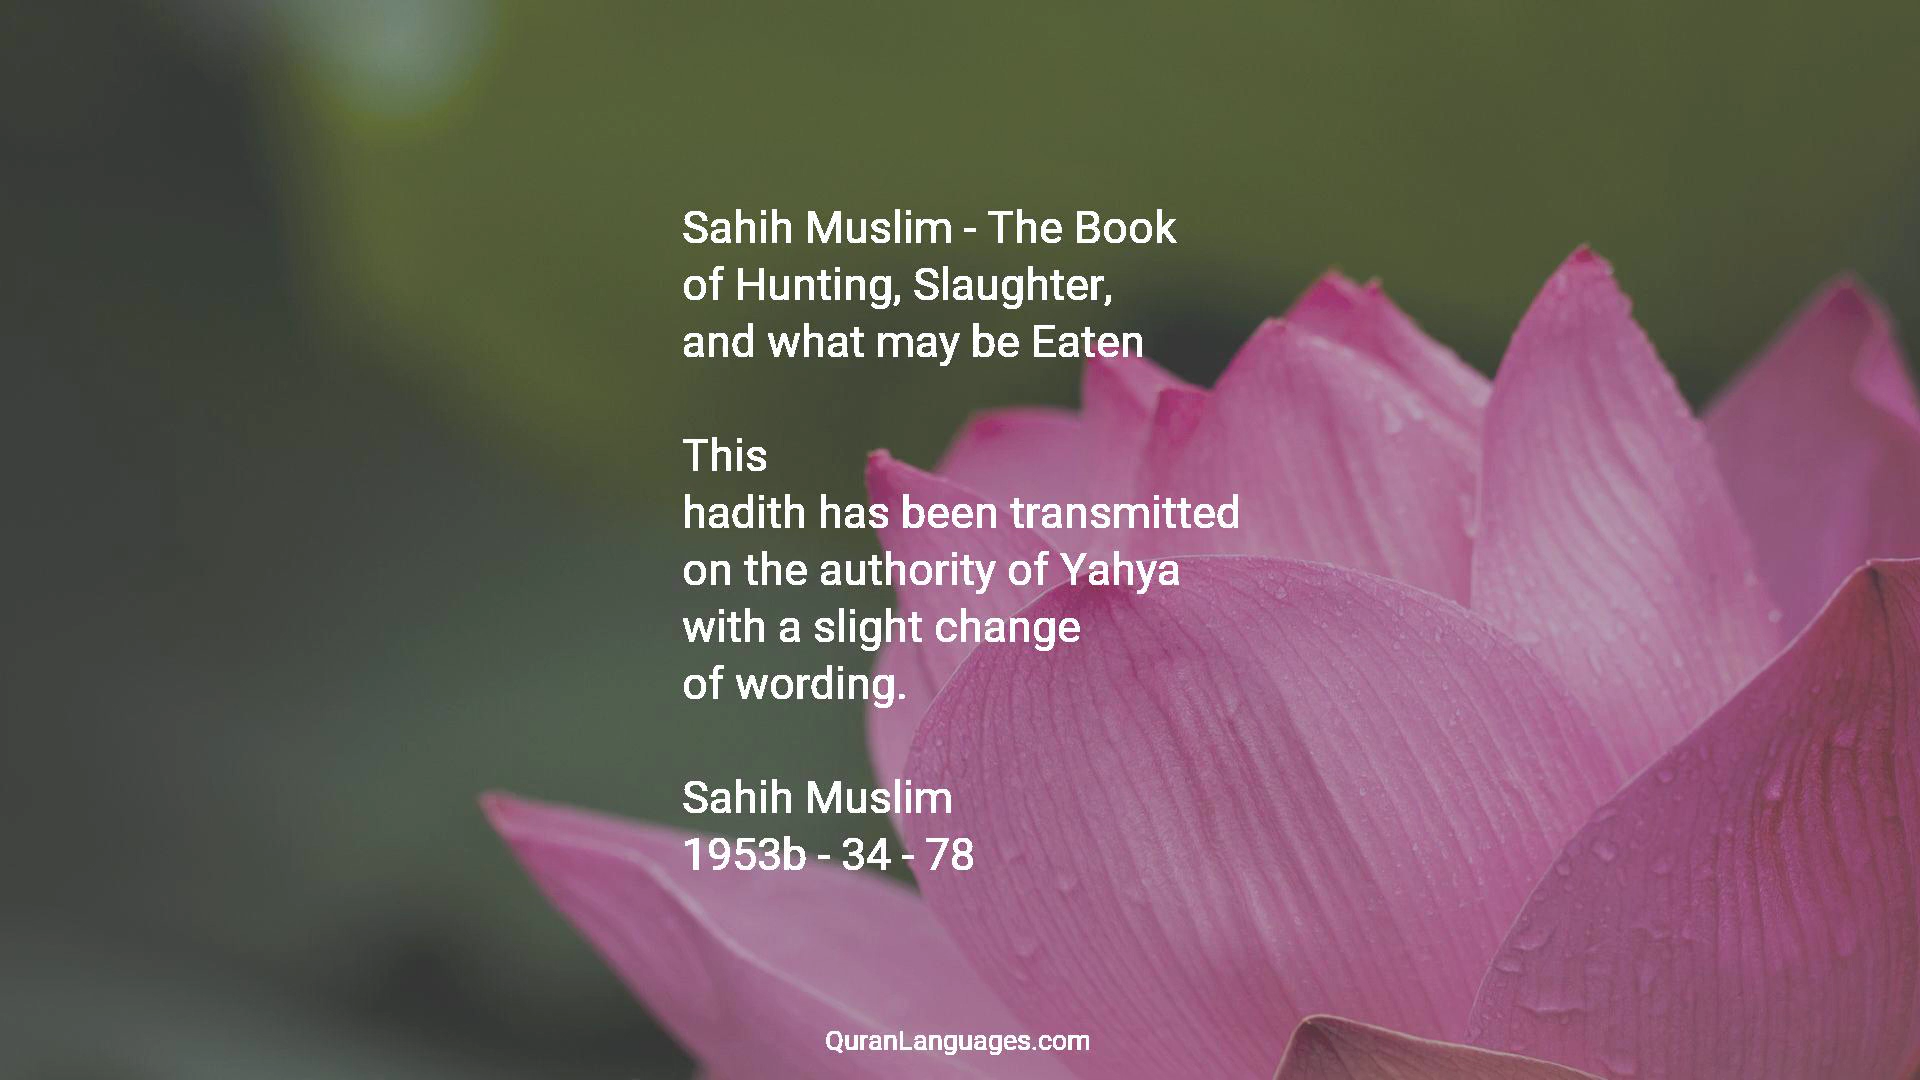 Sahih Muslim - The Book
of Hunting, Slaughter,
and what may be Eaten
This
hadith has been transmitted
on the authority of Yahya
with a slight change
of wording.
Sahih Muslim
1953b - 34 - 78
QuranLanguages.com